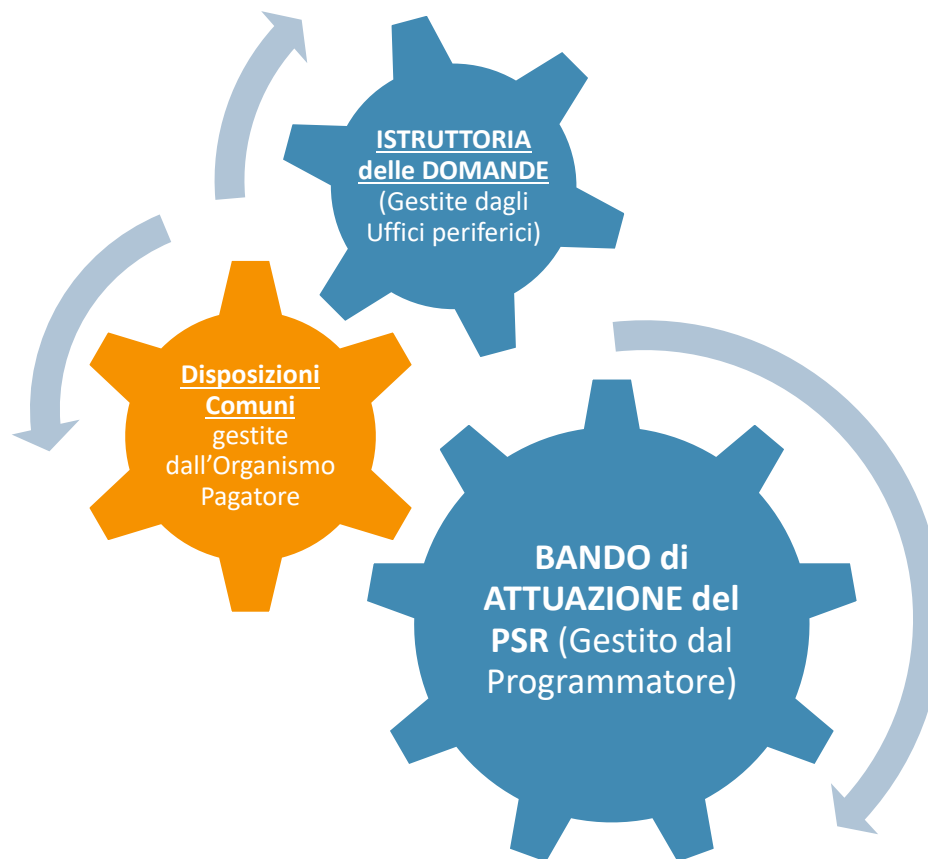 ISTRUTTORIA
delle DOMANDE
(Gestite dagli
Uffici periferici)
Disposizioni
Comuni
gestite
dall’Organismo
Pagatore
BANDO di
ATTUAZIONE del
PSR (Gestito dal
Programmatore)